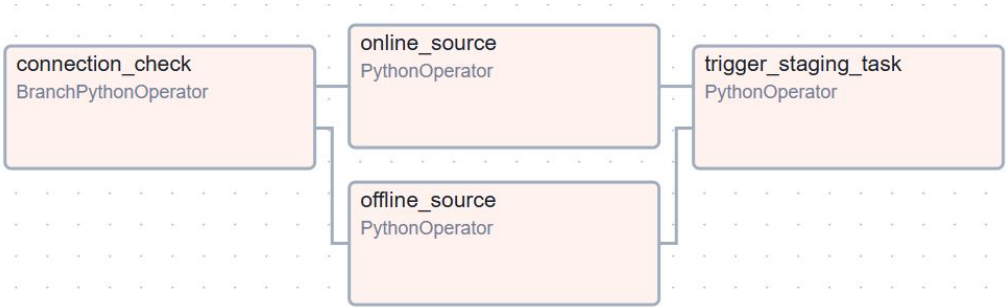 connection_check
BranchPythonOperator
online_source
PythonOperator
trigger_staging_task
PythonOperator
offline_source
PythonOperator